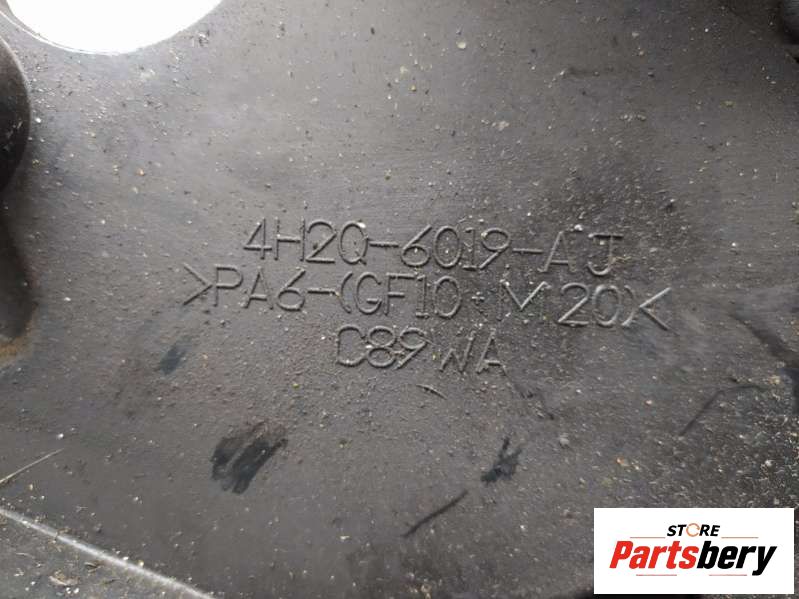 4H2Q-6019-AJ
>PA6-(GF10+M20)<
C89WA
STORE
Partsbery